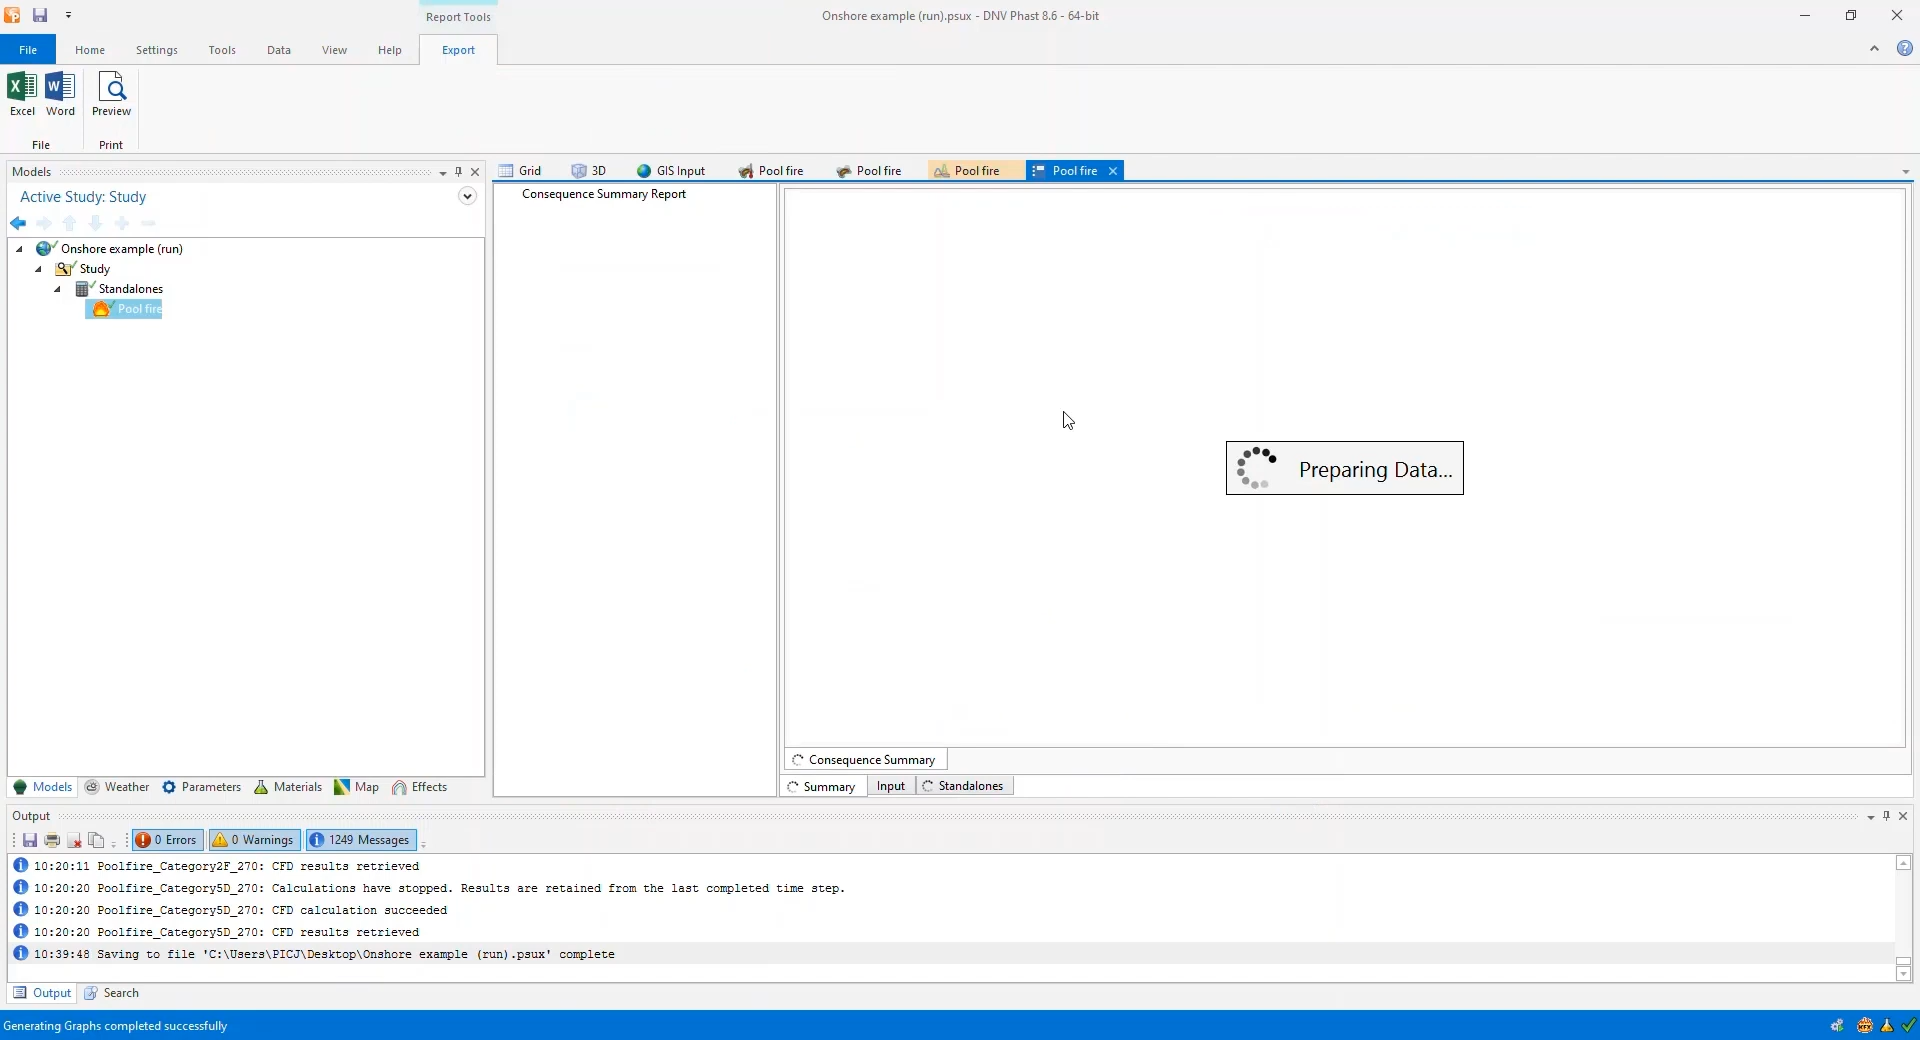 Report Tools
Onshore example (run).psux - DNV Phast 8.6 - 64-bit
File Home Settings Tools Data View Help Export
Excel Word Preview
File Print
Models
Grid 3D GIS Input Pool fire Pool fire Pool fire Pool fire
Active Study: Study
Consequence Summary Report
Onshore example (run)
Study
Standalones
Pool fire
Preparing Data...
Consequence Summary
Models Weather Parameters Materials Map Effects
Summary Input Standalones
Output
0 Errors 0 Warnings 1249 Messages
10:20:11 Poolfire_Category2F_270: CFD results retrieved
10:20:20 Poolfire_Category5D_270: Calculations have stopped. Results are retained from the last completed time step.
10:20:20 Poolfire_Category5D_270: CFD calculation succeeded
10:20:20 Poolfire_Category5D_270: CFD results retrieved
10:39:48 Saving to file 'C:\Users\PICJ\Desktop\Onshore example (run).psux' complete
Output Search
Generating Graphs completed successfully